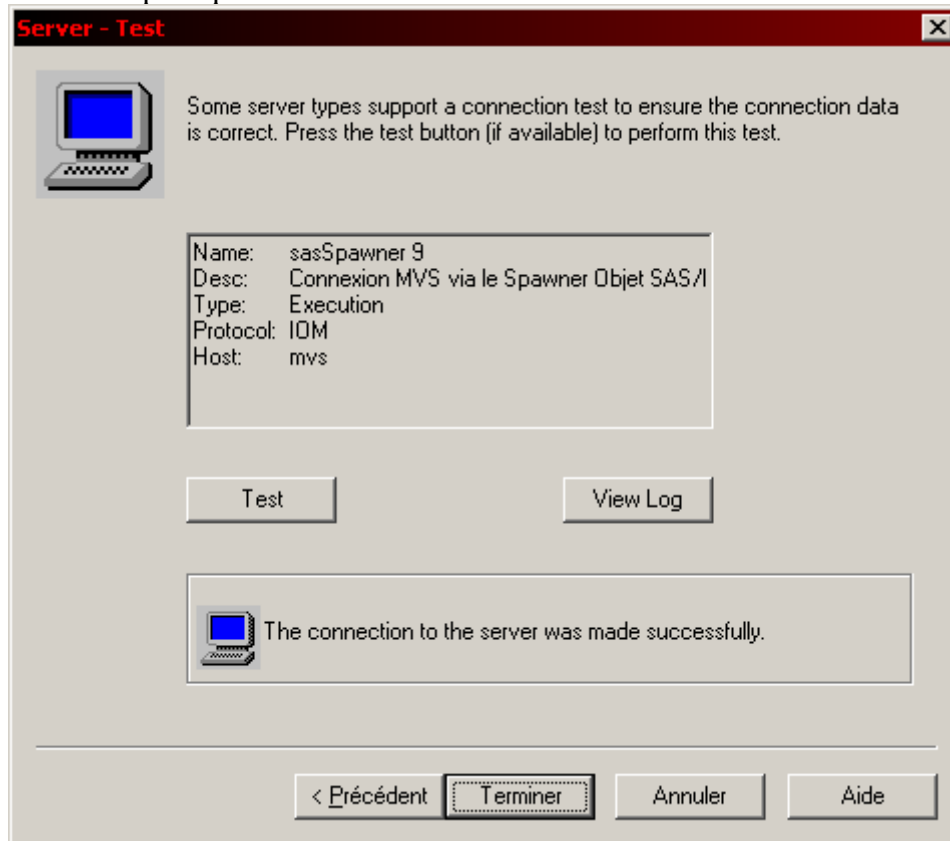 Server - Test
Some server types support a connection test to ensure the connection data
is correct. Press the test button (if available) to perform this test.
Name: sasSpawner 9
Desc: Connexion MVS via le Spawner Objet SAS/I
Type: Execution
Protocol: IOM
Host: mvs
Test View Log
The connection to the server was made successfully.
< Précédent Terminer Annuler Aide